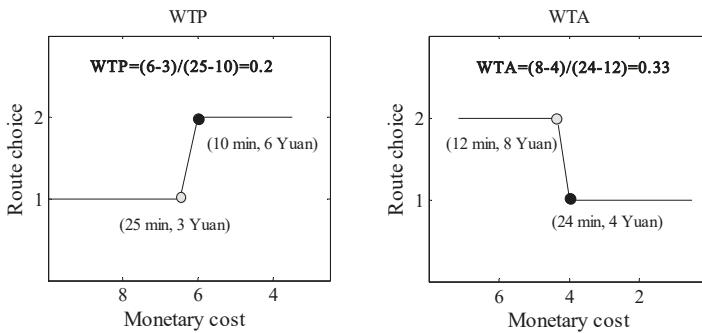 WTP
WTP=(6-3)/(25-10)=0.2
Route choice
2
1
(10 min, 6 Yuan)
(25 min, 3 Yuan)
8
6
4
Monetary cost
WTA
WTA=(8-4)/(24-12)=0.33
Route choice
2
1
(12 min, 8 Yuan)
(24 min, 4 Yuan)
6
4
2
Monetary cost